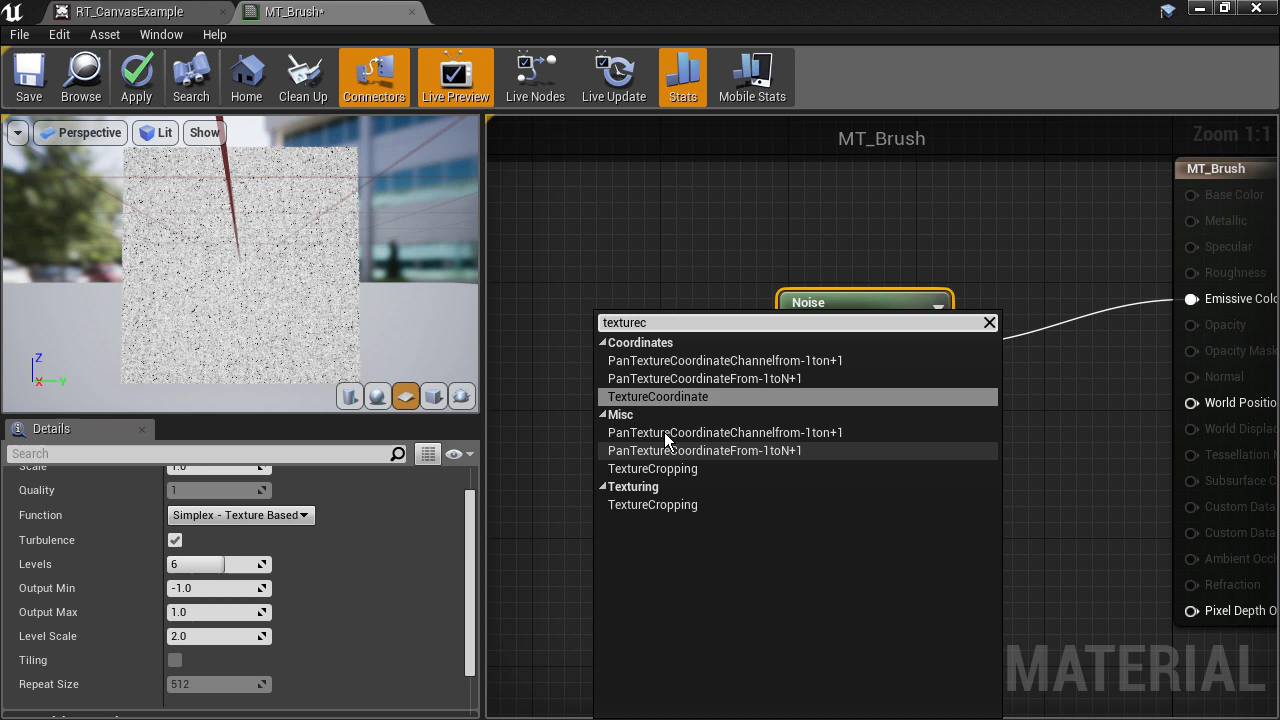 RT_CanvasExample
MT_Brush*
File Edit Asset Window Help
Save Browse Apply Search Home Clean Up Connectors Live Preview Live Nodes Live Update Stats Mobile Stats
Perspective Lit Show
MT_Brush
Zoom 1:1
Z
X
Y
Details
Search
Scale 1.0
Quality 1
Function Simplex - Texture Based
Turbulence
Levels 6
Output Min -1.0
Output Max 1.0
Level Scale 2.0
Tiling
Repeat Size 512
Noise
texturec
Coordinates
PanTextureCoordinateChannelfrom-1ton+1
PanTextureCoordinateFrom-1toN+1
TextureCoordinate
Misc
PanTextureCoordinateChannelfrom-1ton+1
PanTextureCoordinateFrom-1toN+1
TextureCropping
Texturing
TextureCropping
MT_Brush
Base Color
Metallic
Specular
Roughness
Emissive Colo
Opacity
Opacity Mas
Normal
World Positio
World Displac
Tessellation M
Subsurface C
Custom Data
Custom Data
Ambient Occl
Refraction
Pixel Depth O
MATERIAL